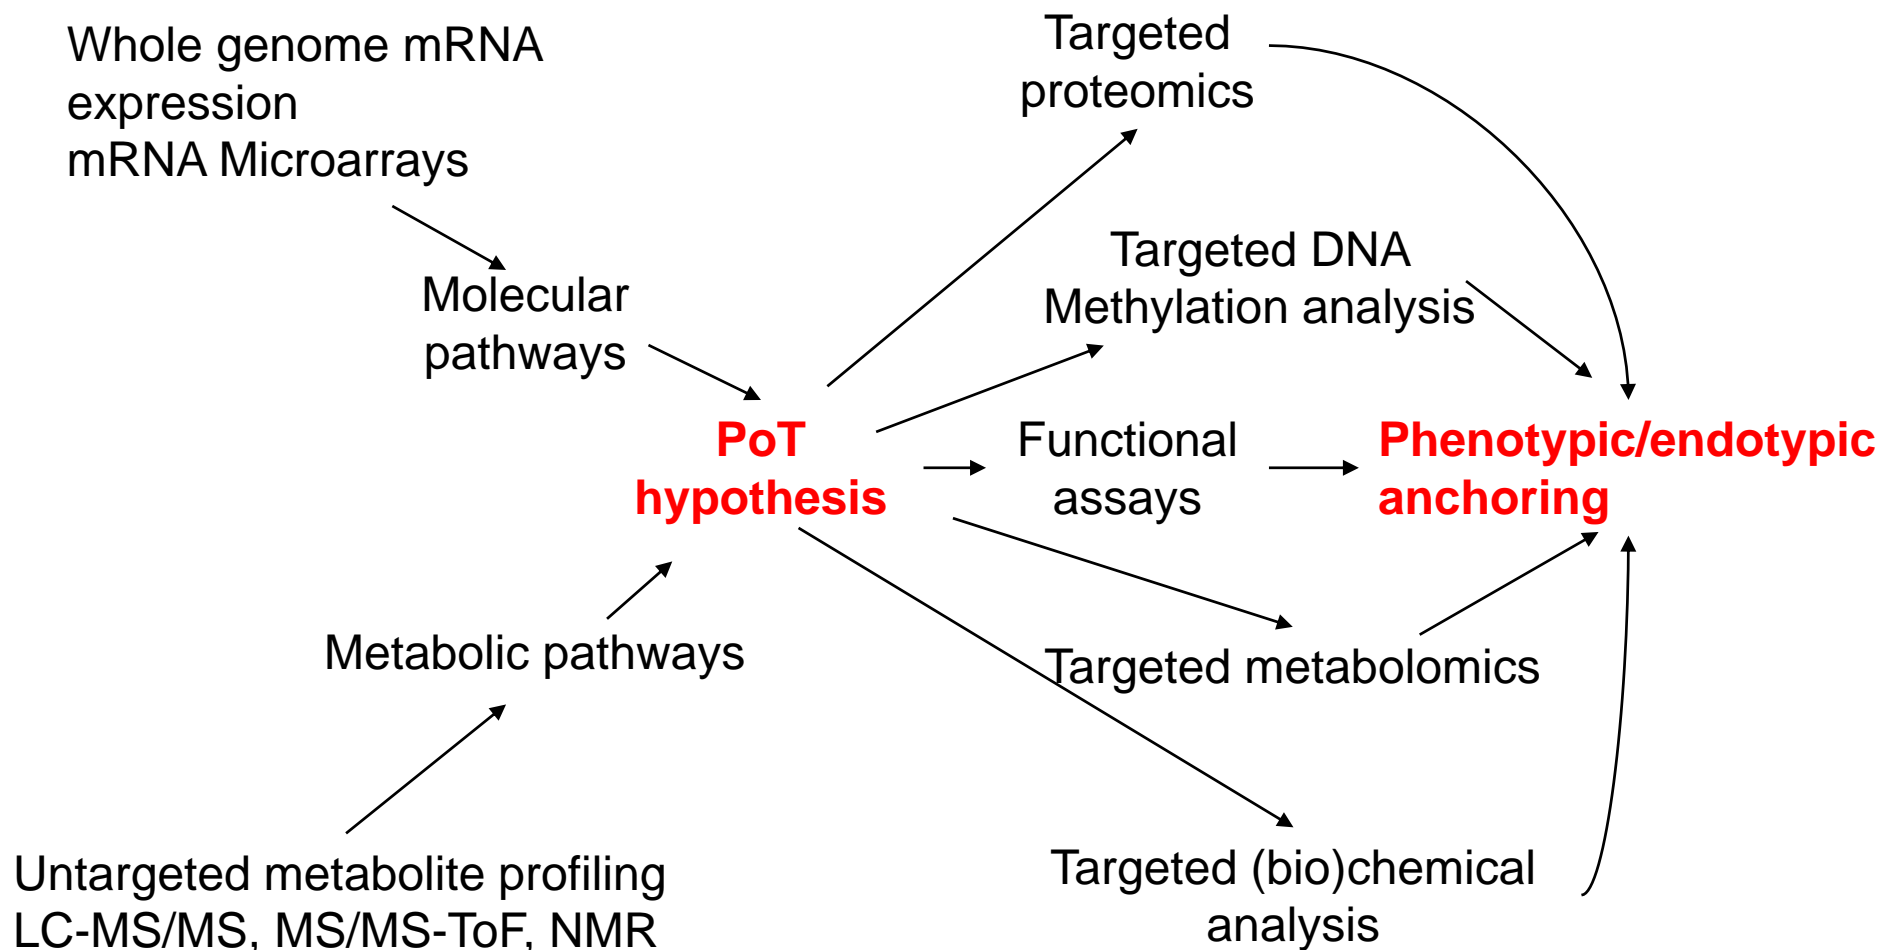 Whole genome mRNA
expression
mRNA Microarrays
Molecular
pathways
PoT
hypothesis
Metabolic pathways
Untargeted metabolite profiling
LC-MS/MS, MS/MS-ToF, NMR
Targeted
proteomics
Targeted DNA
Methylation analysis
Functional
assays
Targeted metabolomics
Targeted (bio)chemical
analysis
Phenotypic/endotypic
anchoring